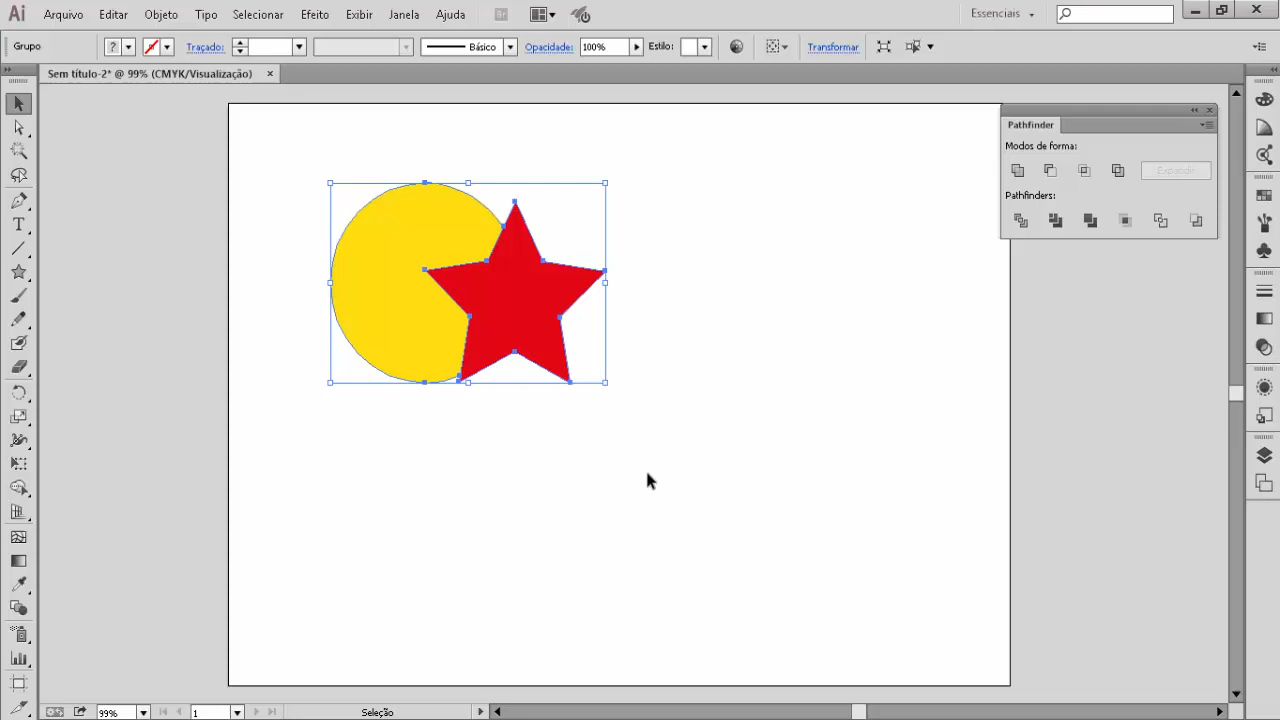 Ai Arquivo Editar Objeto Tipo Selecionar Efeito Exibir Janela Ajuda Br Essenciais
Grupo ? Traçado: Básico Opacidade: 100% Estilo: Transformar
Sem título-2* @ 99% (CMYK/Visualização)
Pathfinder
Modos de forma:
Expandir
Pathfinders:
T
99% 1 Seleção